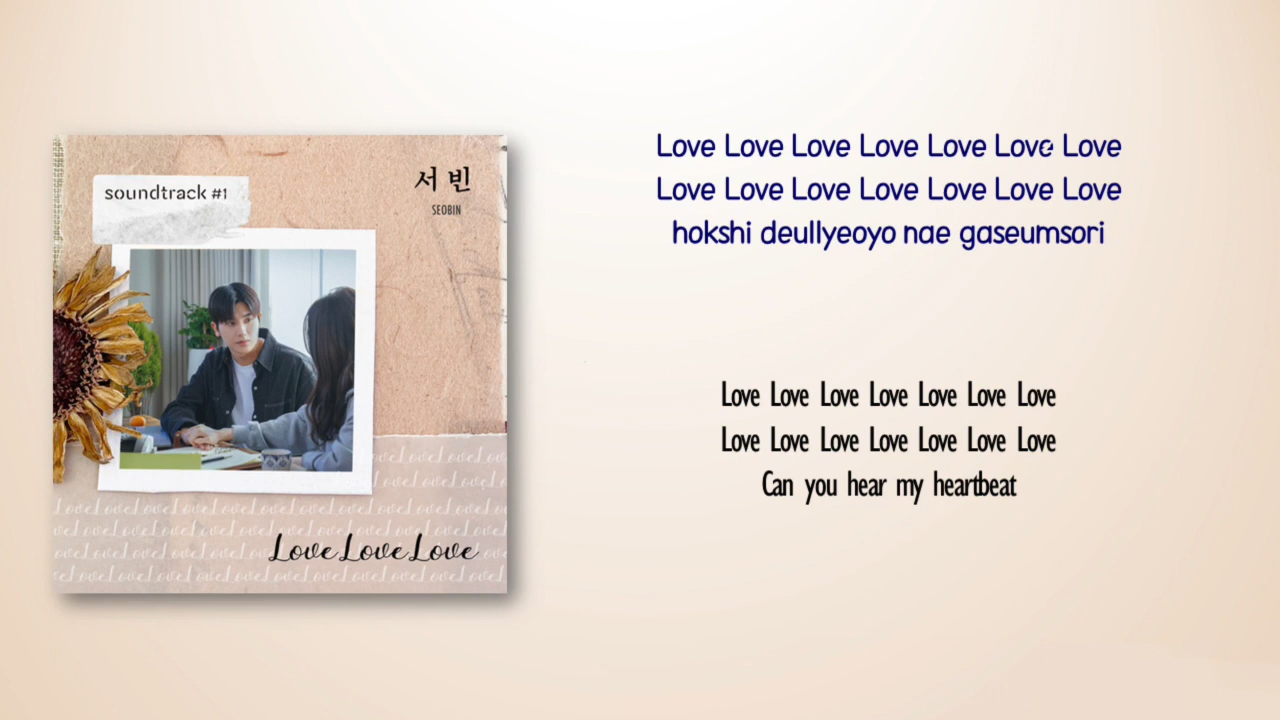 soundtrack #1
서빈
SEOBIN
Love Love Love
Love Love Love Love Love Love Love
Love Love Love Love Love Love Love
hokshi deullyeoyo nae gaseumsori
Love Love Love Love Love Love Love
Love Love Love Love Love Love Love
Can you hear my heartbeat